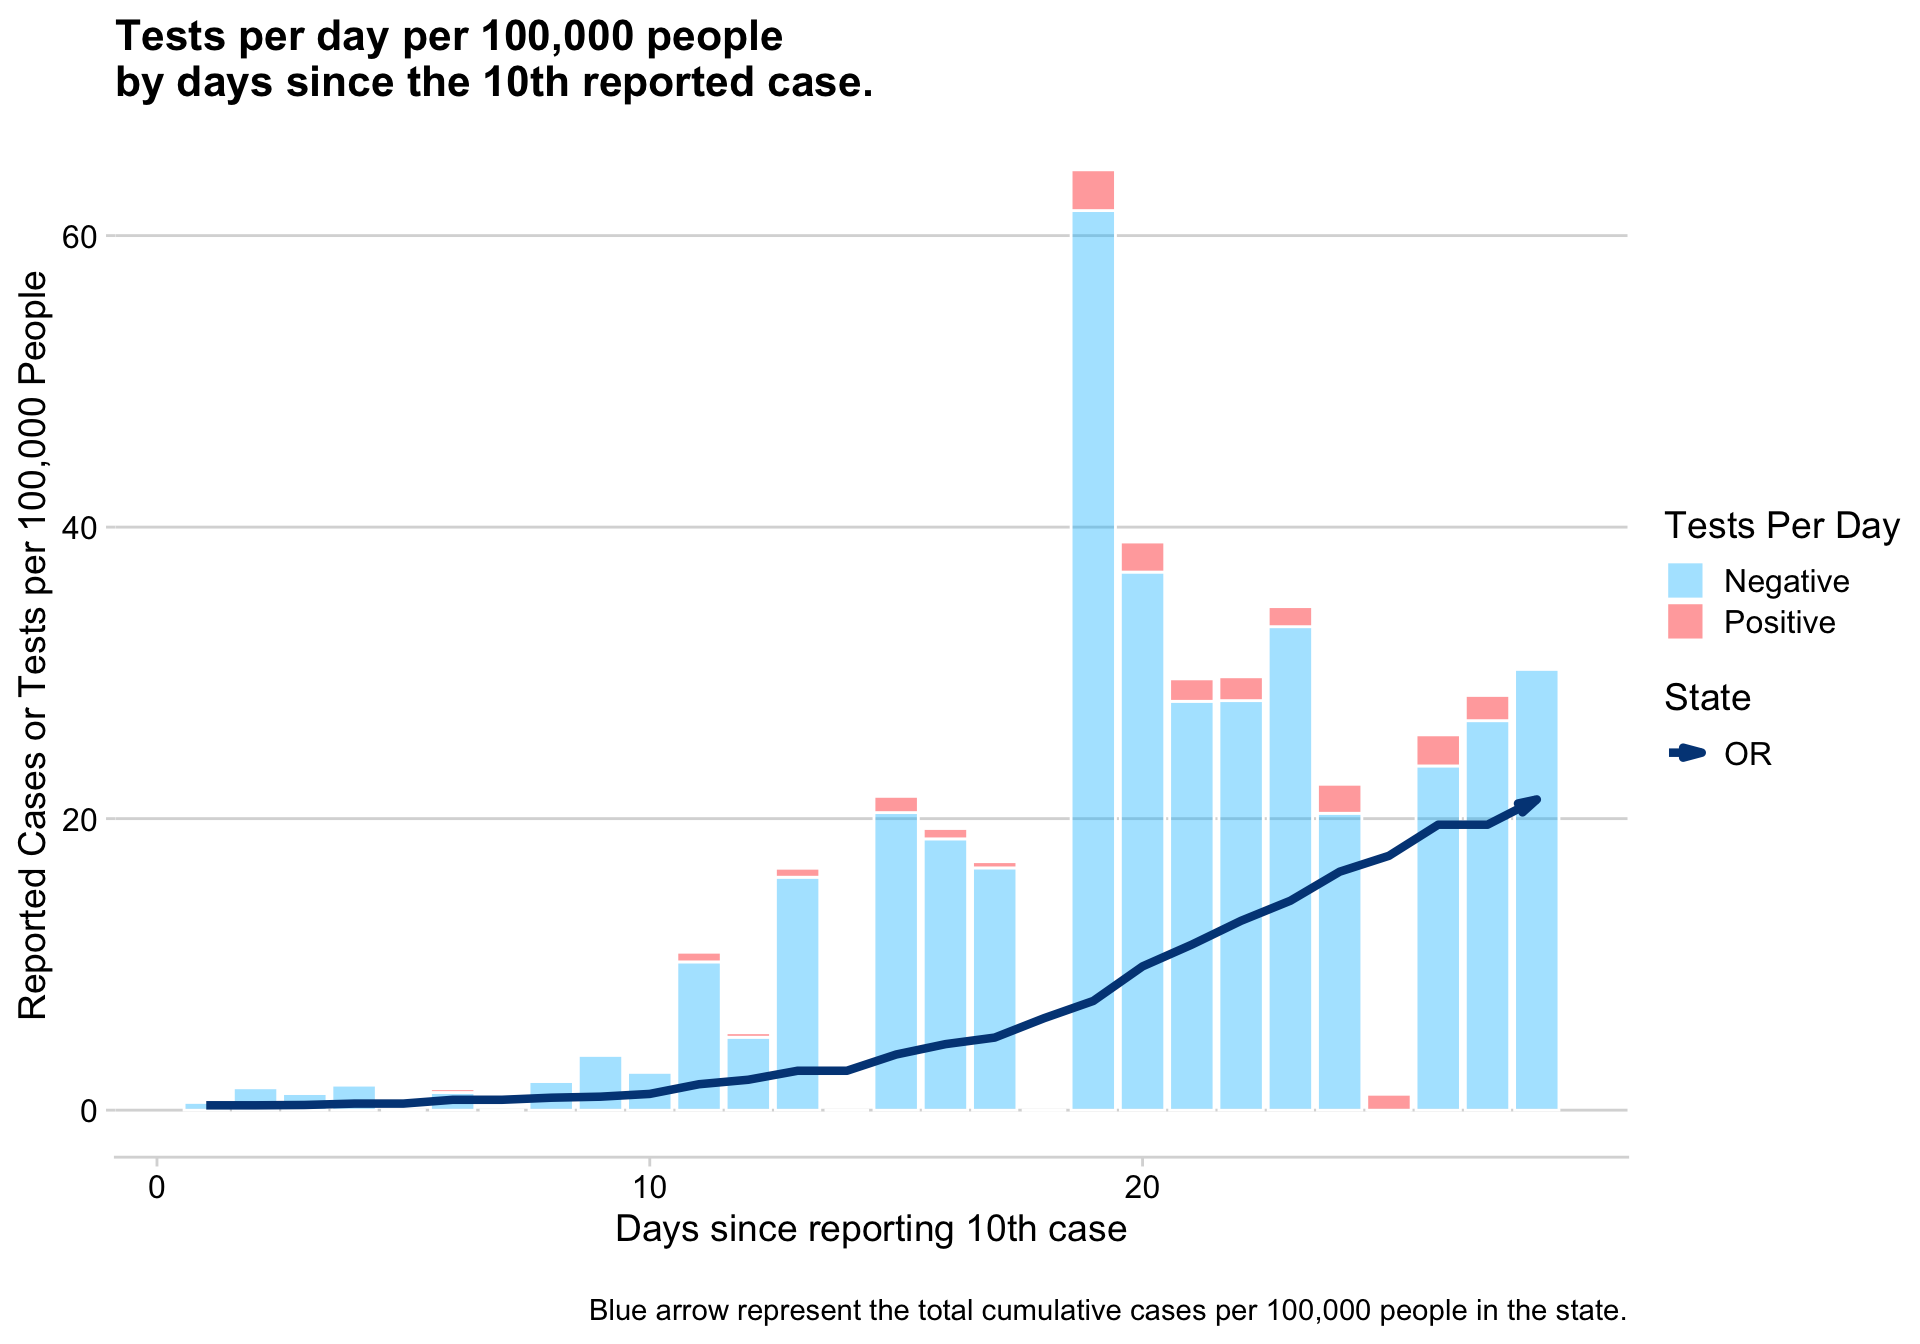 Tests per day per 100,000 people
by days since the 10th reported case.
Reported Cases or Tests per 100,000 People
60
40
20
0
0
10
20
Days since reporting 10th case
Tests Per Day
Negative
Positive
State
OR
Blue arrow represent the total cumulative cases per 100,000 people in the state.